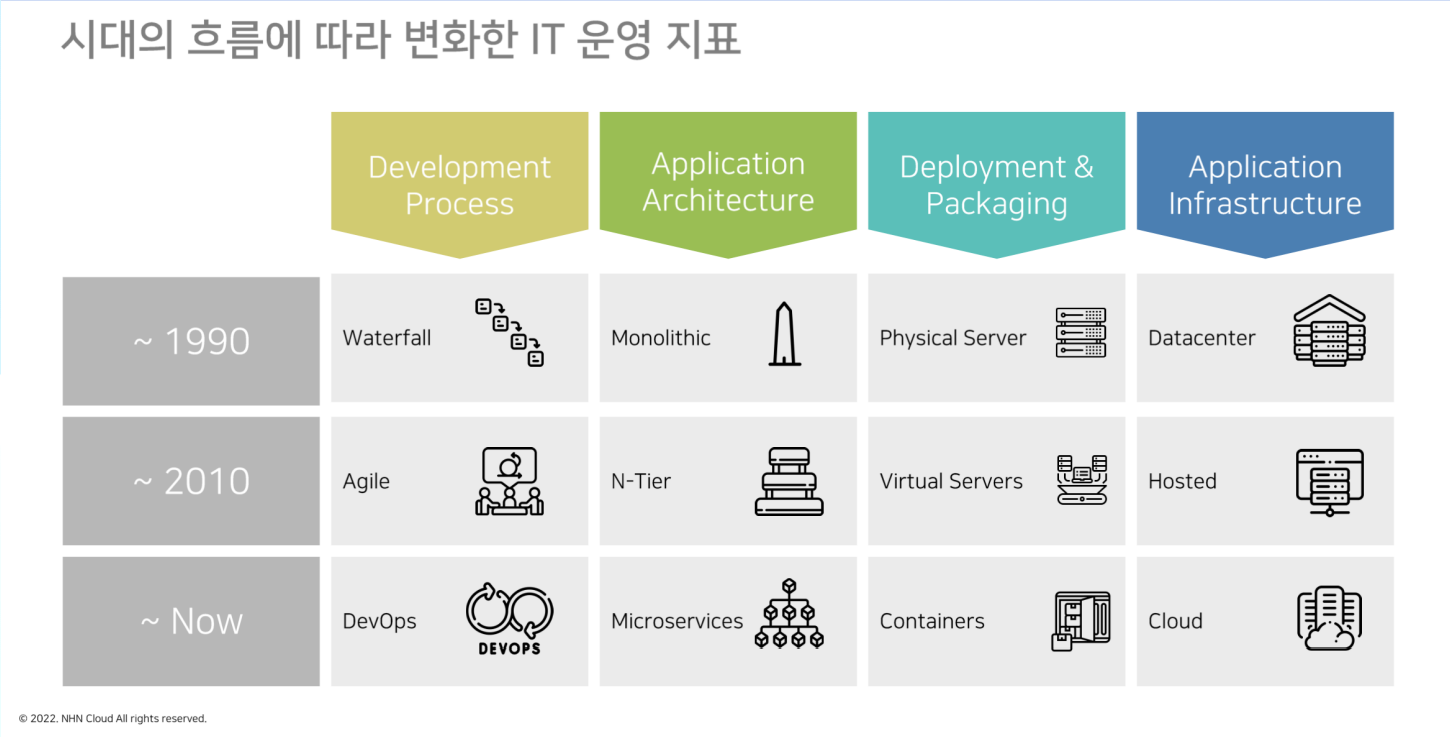 시대의 흐름에 따라 변화한 IT 운영 지표
Development
Process
Application
Architecture
Deployment &
Packaging
Application
Infrastructure
~ 1990
Waterfall
Monolithic
Physical Server
Datacenter
~ 2010
Agile
N-Tier
Virtual Servers
Hosted
~ Now
DevOps
DEVOPS
Microservices
Containers
Cloud
© 2022. NHN Cloud All rights reserved.